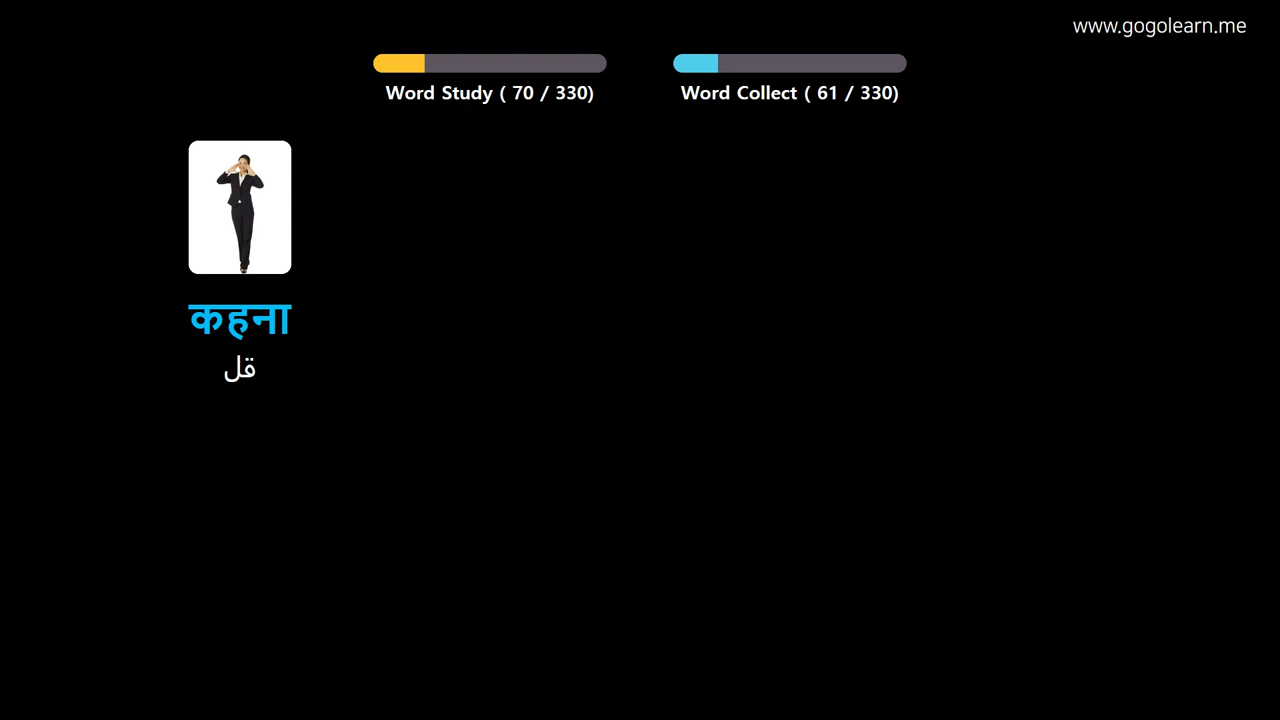 www.gogolearn.me
Word Study ( 70 / 330)
Word Collect ( 61 / 330)
कहना
قل